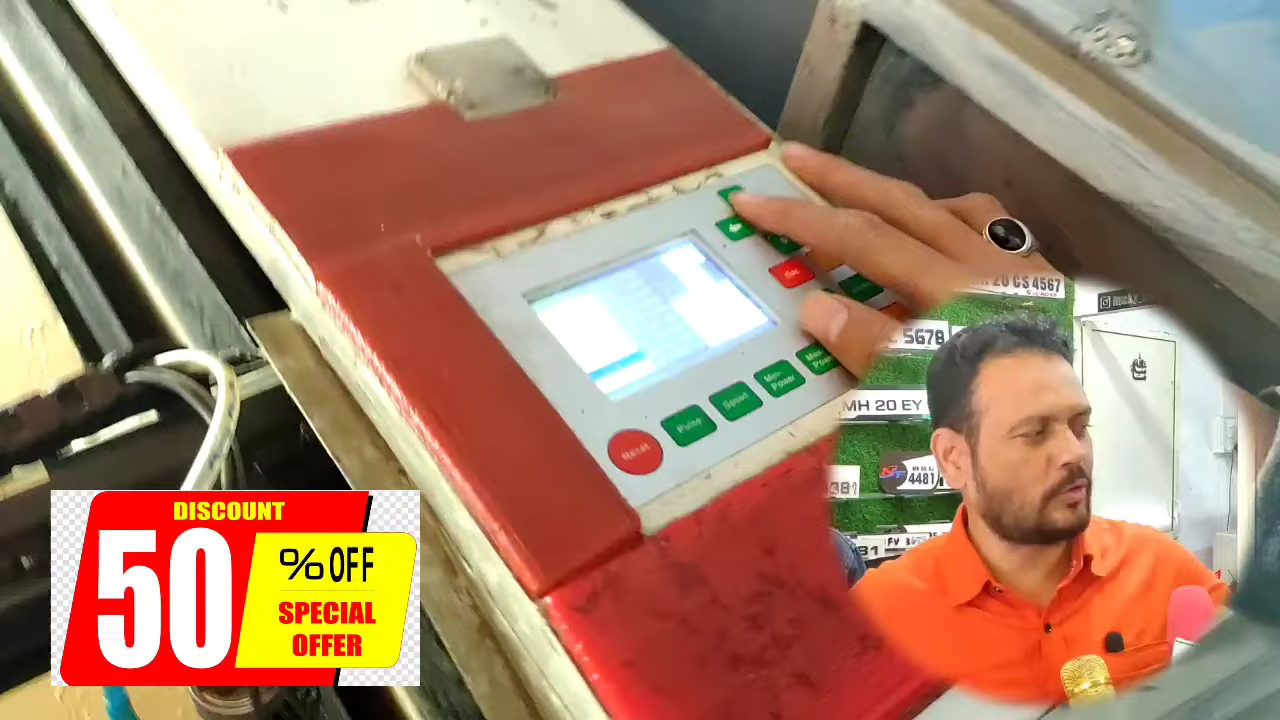 Esc
Reset
Pulse
Speed
Min-
Power
Max-
Power
20 CS 4567
5678
MH 20 EY
4481
381
DISCOUNT
50
% OFF
SPECIAL
OFFER